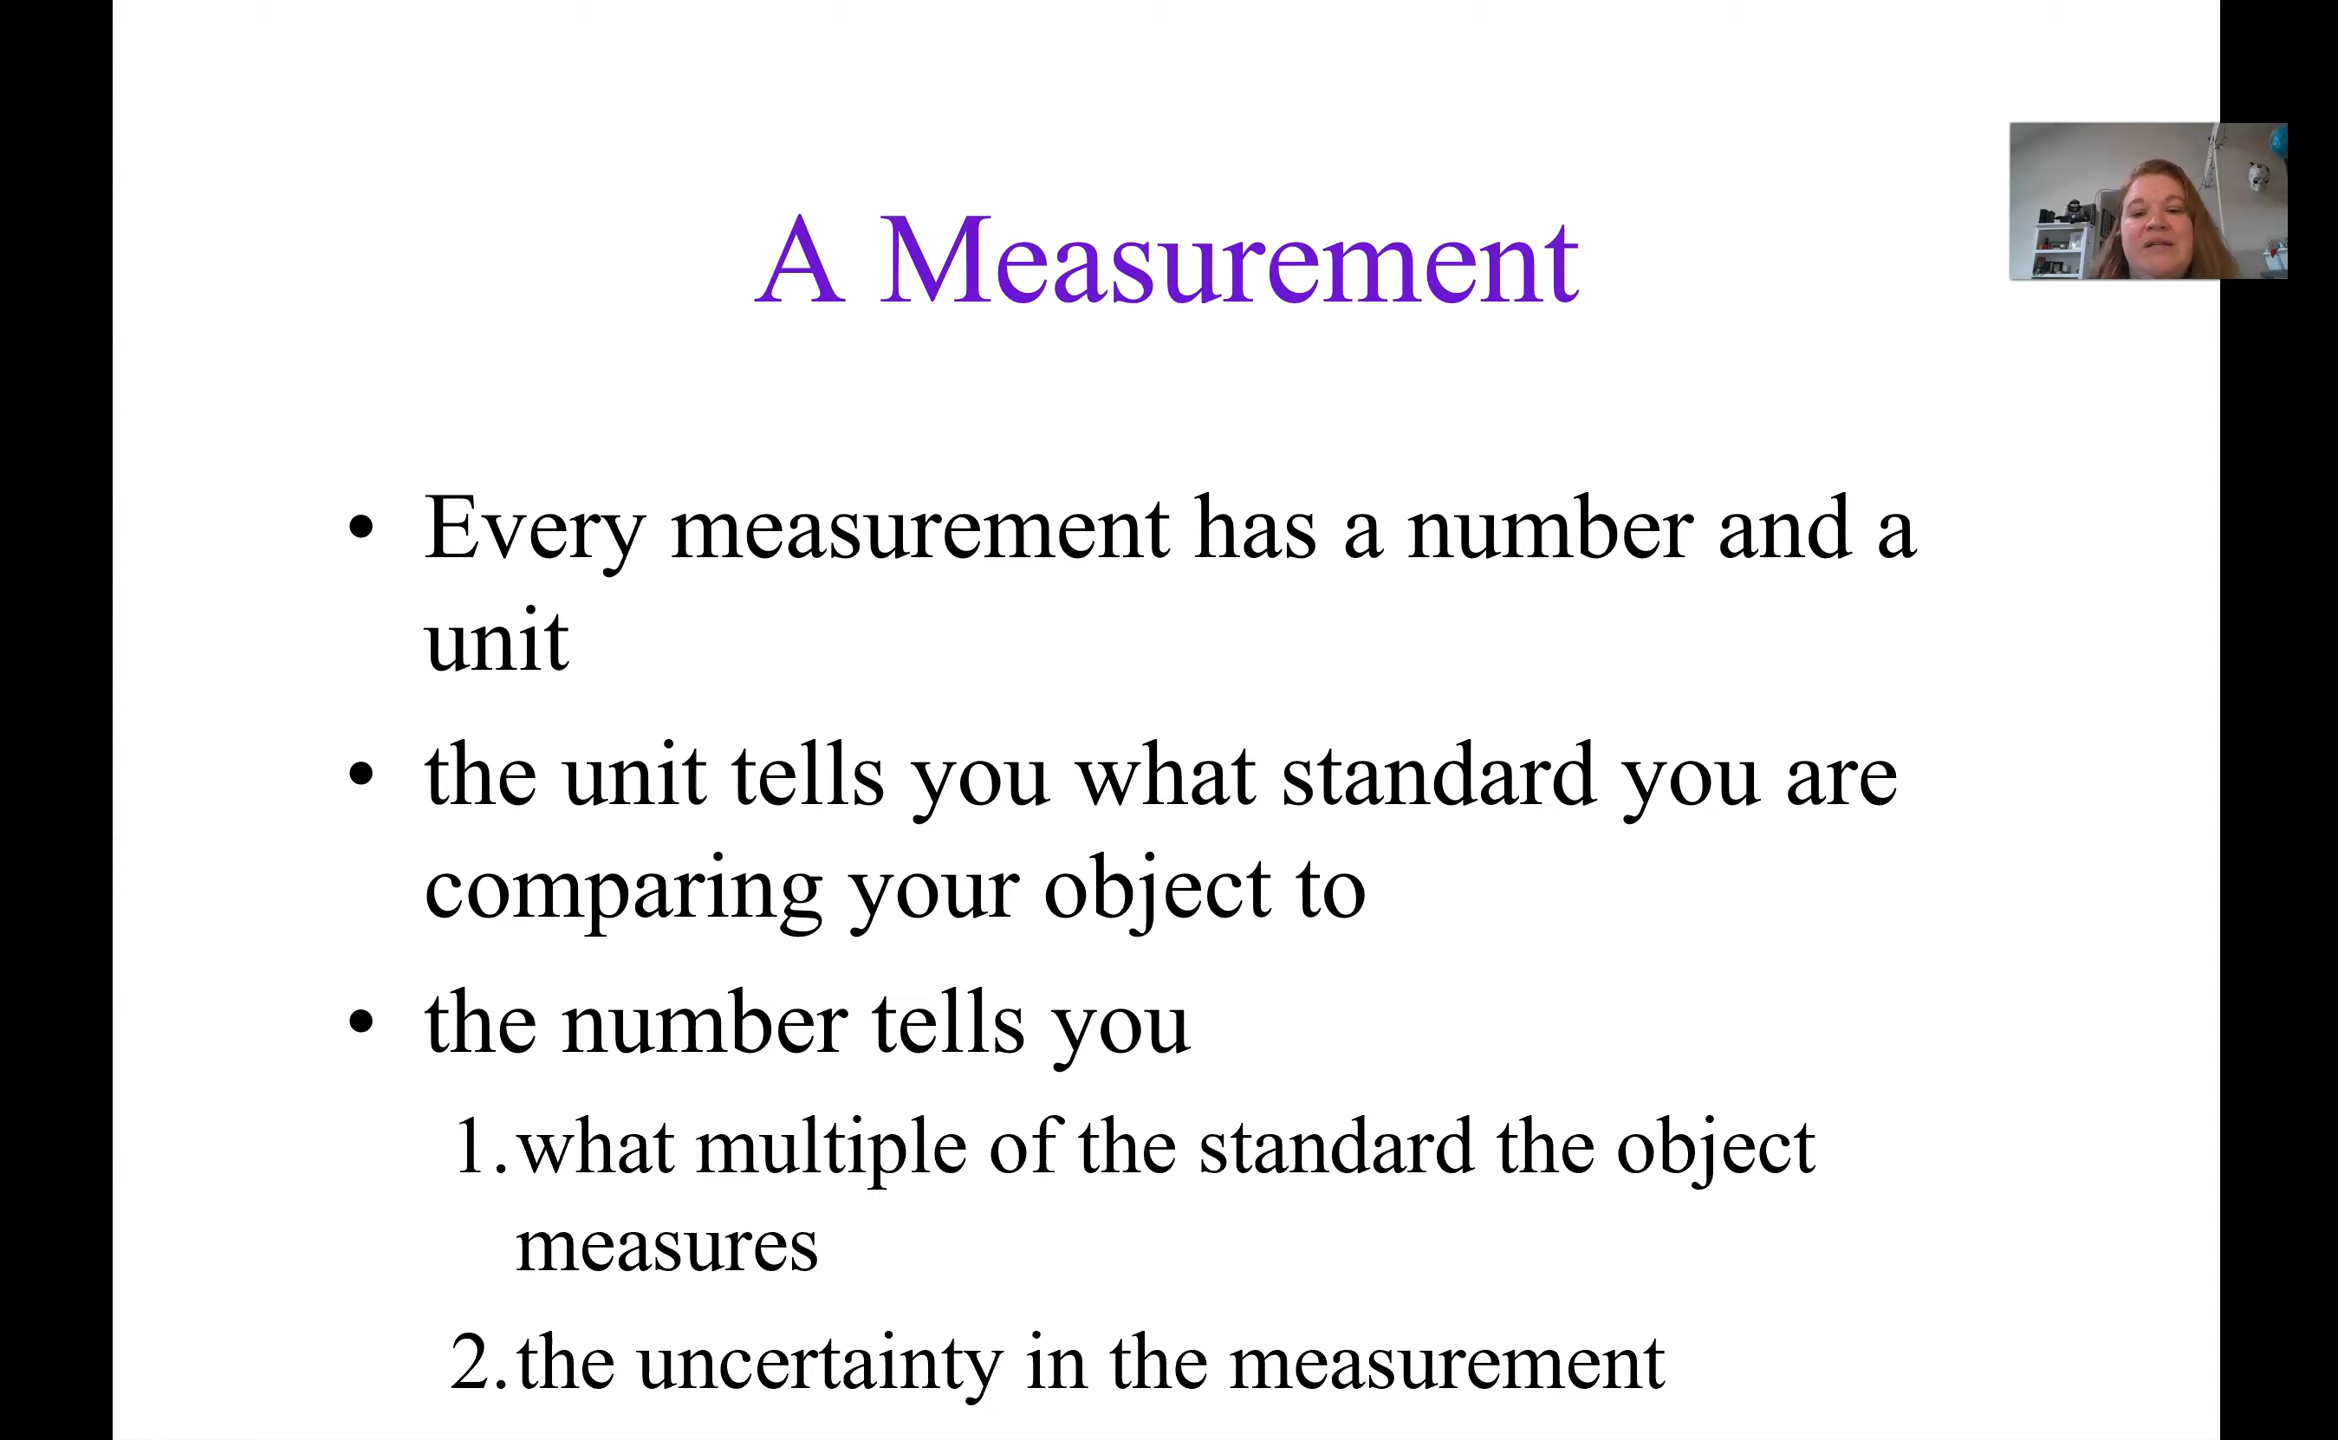 A Measurement
• Every measurement has a number and a
unit
• the unit tells you what standard you are
comparing your object to
• the number tells you
1. what multiple of the standard the object
measures
2. the uncertainty in the measurement